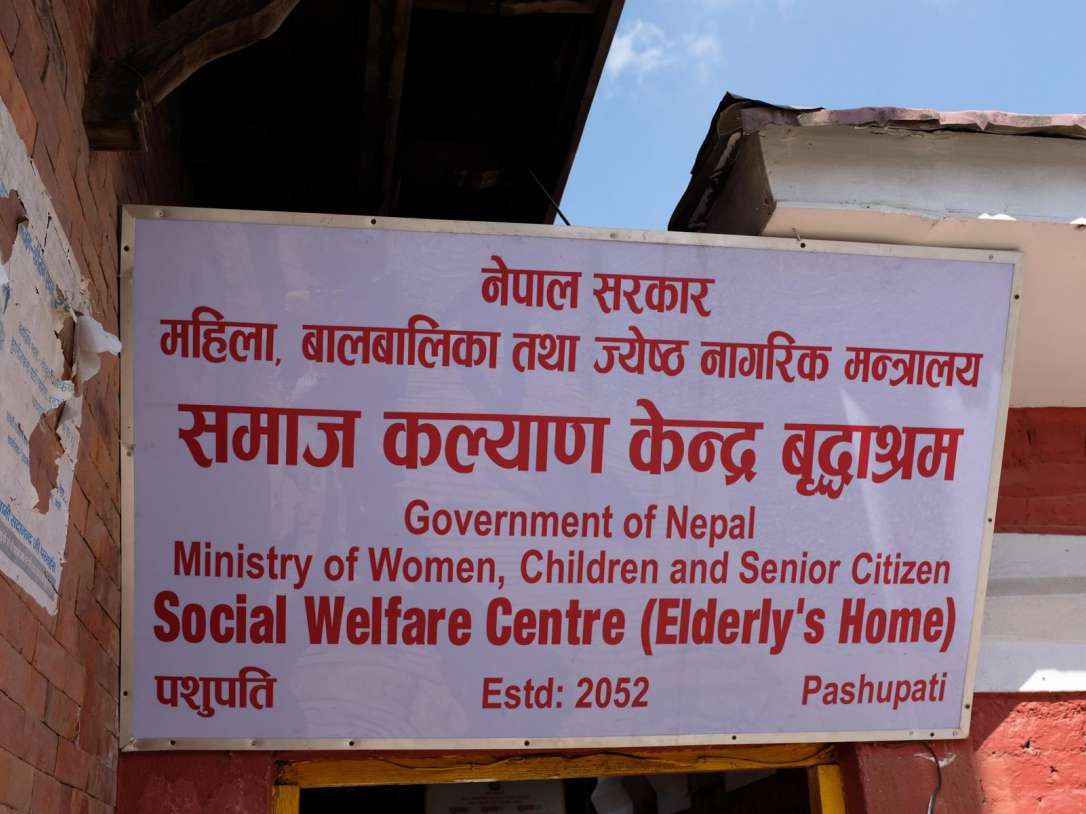 नेपाल सरकार
महिला, बालबालिका तथा ज्येष्ठ नागरिक मन्त्रालय
समाज कल्याण केन्द्र बृद्धाश्रम
Government of Nepal
Ministry of Women, Children and Senior Citizen
Social Welfare Centre (Elderly's Home)
पशुपति Estd: 2052 Pashupati